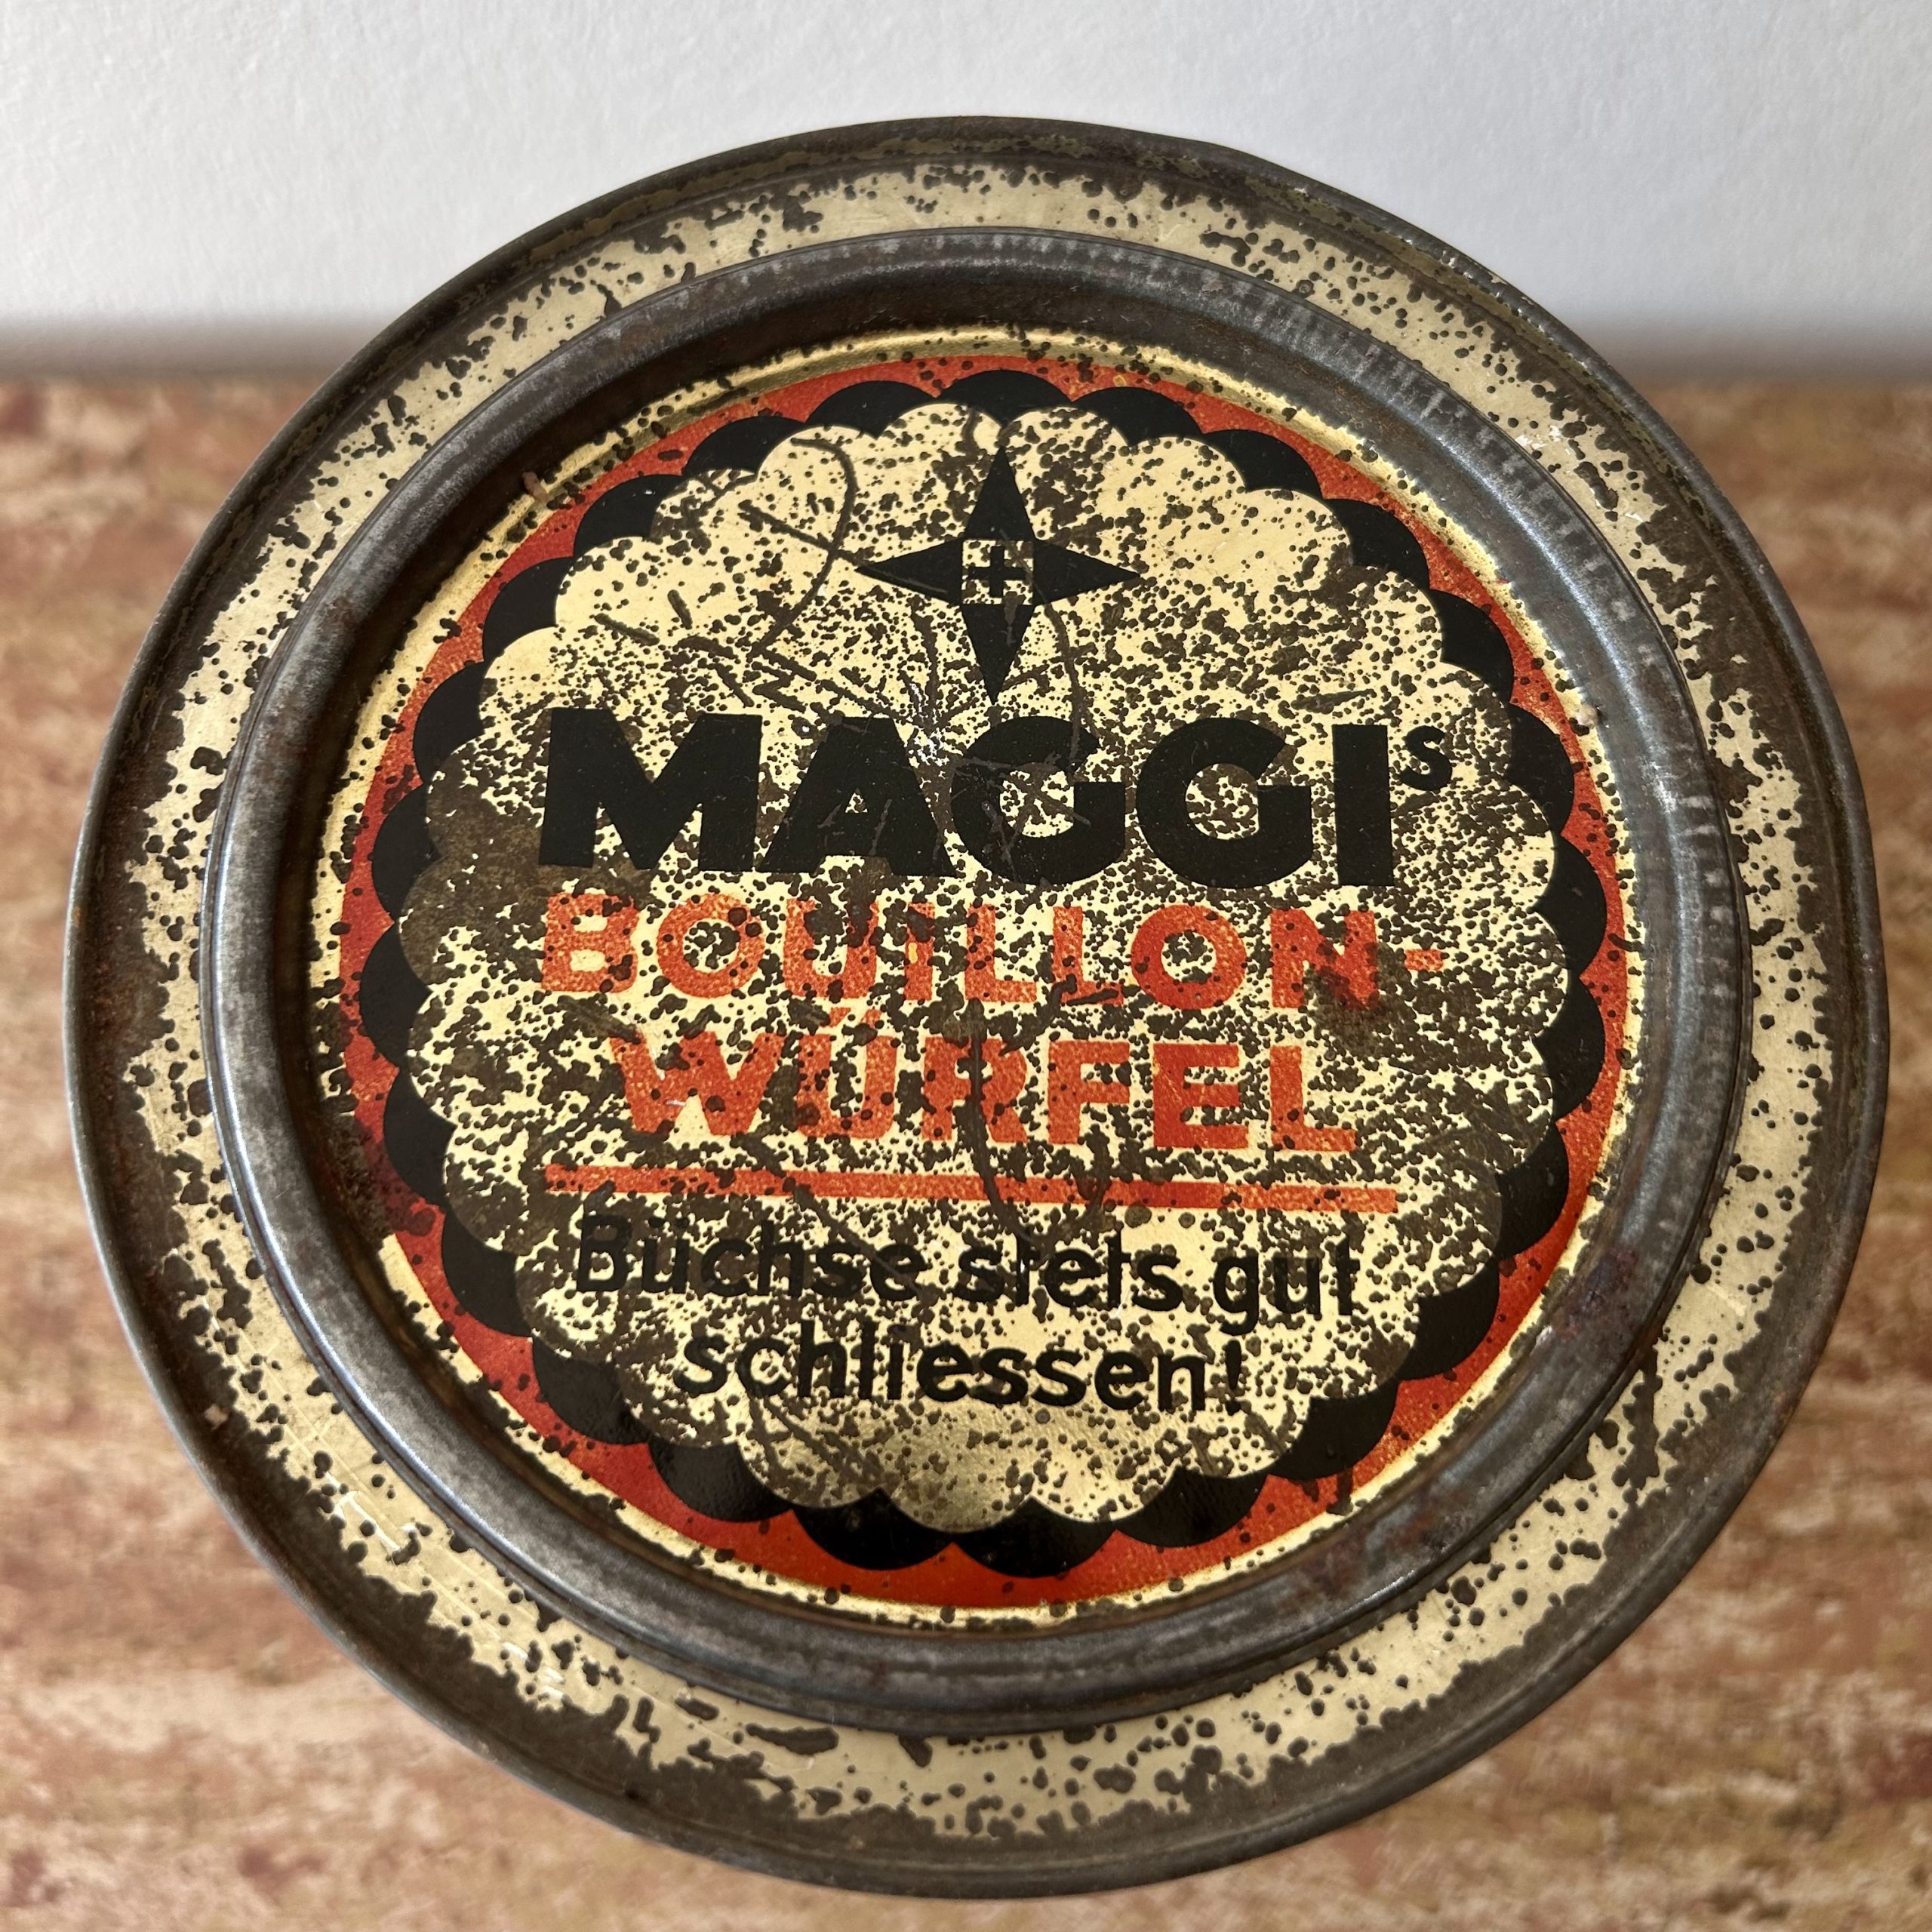 MAGGIs
BOUILLON-
WÜRFEL
Büchse stets gut
schliessen!